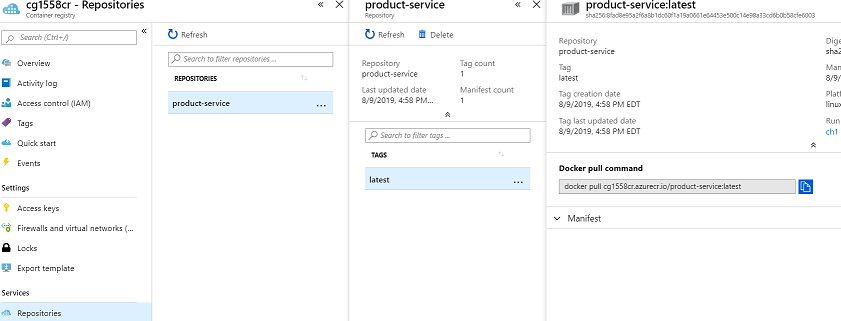 cg1558cr - Repositories
Container registry
Search (Ctrl+/)
Overview
Activity log
Access control (IAM)
Tags
Quick start
Events
Settings
Access keys
Firewalls and virtual networks (...
Locks
Export template
Services
Repositories
Refresh
Search to filter repositories ...
REPOSITORIES
product-service
...
product-service
Repository
Refresh
Delete
Repository
product-service
Tag count
1
Last updated date
8/9/2019, 4:58 PM...
Manifest count
1
Search to filter tags ...
TAGS
latest
...
product-service:latest
Repository
product-service
Tag
latest
Tag creation date
8/9/2019, 4:58 PM EDT
Tag last updated date
8/9/2019, 4:58 PM EDT
Dige
sha2
Man
8/9/
Platf
linux
Run
ch1
Docker pull command
docker pull cg1558cr.azurecr.io/product-service:latest
Manifest